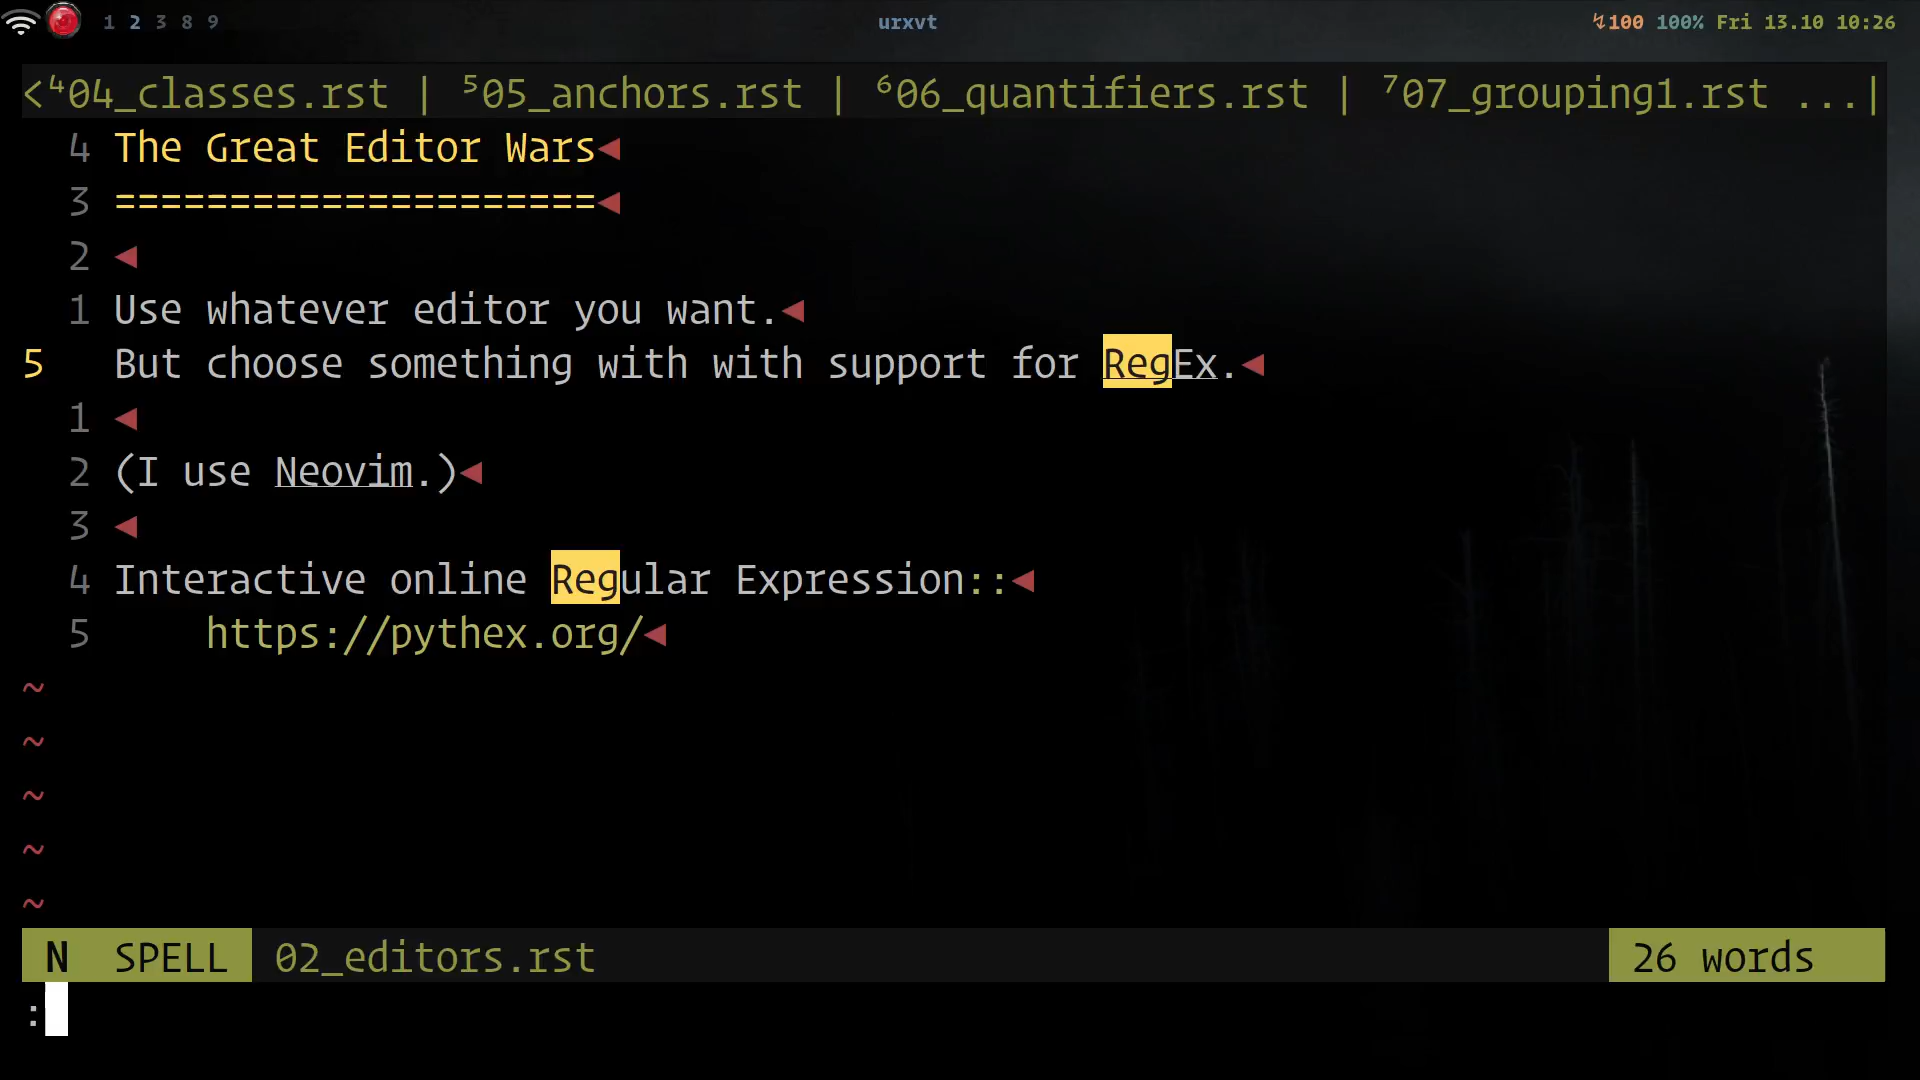 1 2 3 8 9 urxvt ↯100 100% Fri 13.10 10:26
<⁴04_classes.rst | ⁵05_anchors.rst | ⁶06_quantifiers.rst | ⁷07_grouping1.rst ...|
4 The Great Editor Wars◀
3 =====================◀
2 ◀
1 Use whatever editor you want.◀
5 But choose something with with support for RegEx.◀
1 ◀
2 (I use Neovim.)◀
3 ◀
4 Interactive online Regular Expression::◀
5 https://pythex.org/◀
~
~
~
~
~
N SPELL 02_editors.rst 26 words
: